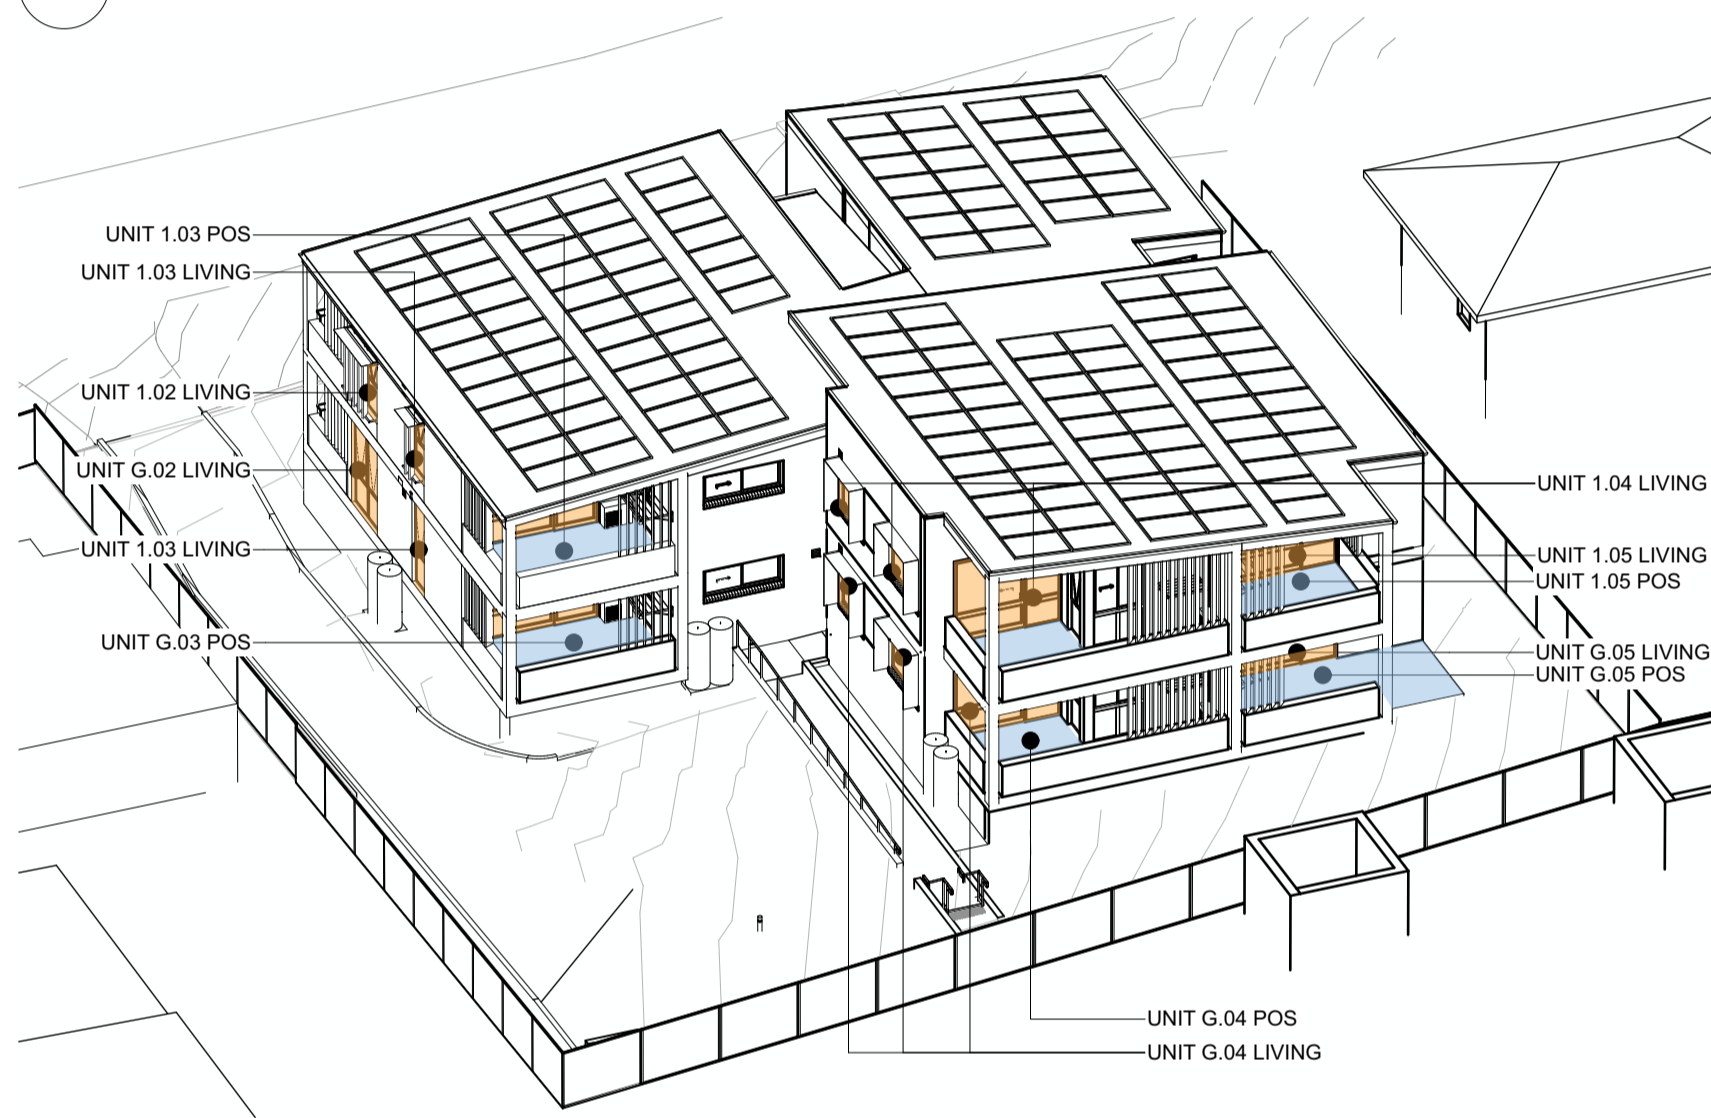 UNIT 1.03 POS
UNIT 1.03 LIVING
UNIT 1.02 LIVING
UNIT G.02 LIVING
UNIT 1.03 LIVING
UNIT G.03 POS
UNIT 1.04 LIVING
UNIT 1.05 LIVING
UNIT 1.05 POS
UNIT G.05 LIVING
UNIT G.05 POS
UNIT G.04 POS
UNIT G.04 LIVING